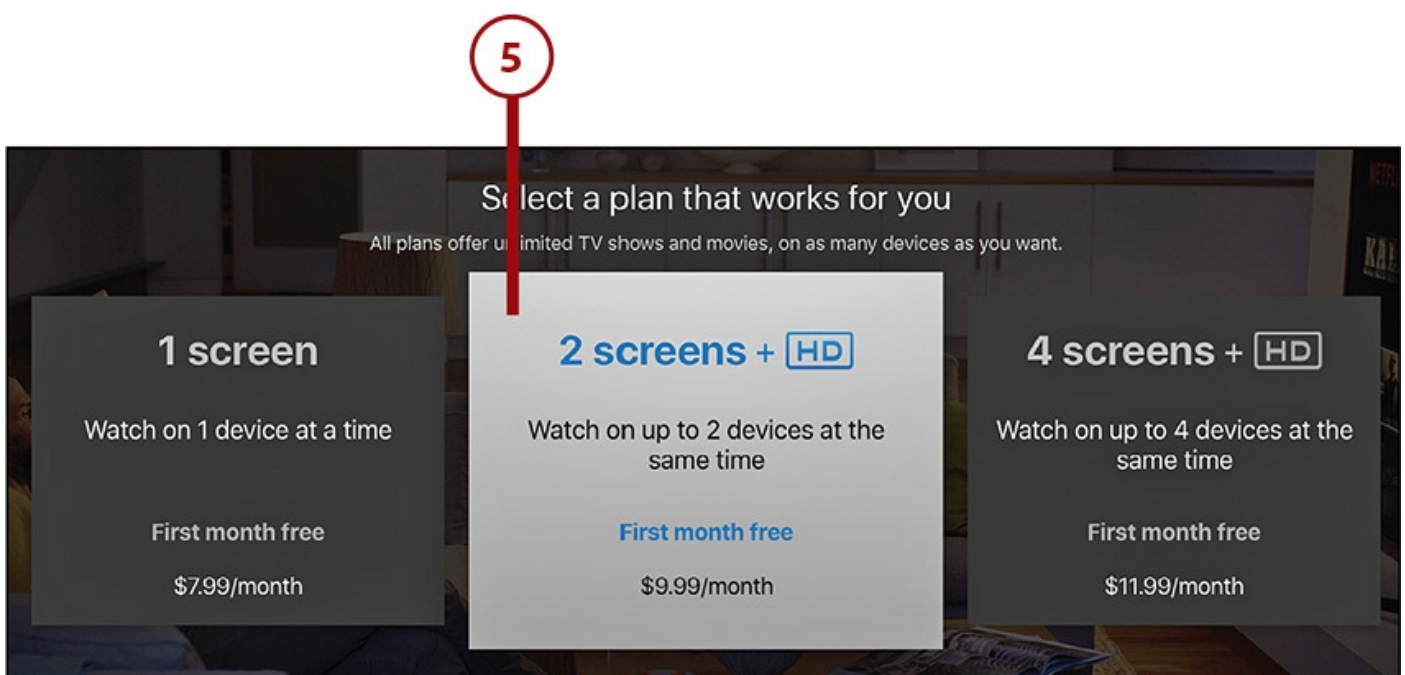 5
Select a plan that works for you
All plans offer unlimited TV shows and movies, on as many devices as you want.
1 screen
Watch on 1 device at a time
First month free
$7.99/month
2 screens + HD
Watch on up to 2 devices at the
same time
First month free
$9.99/month
4 screens + HD
Watch on up to 4 devices at the
same time
First month free
$11.99/month